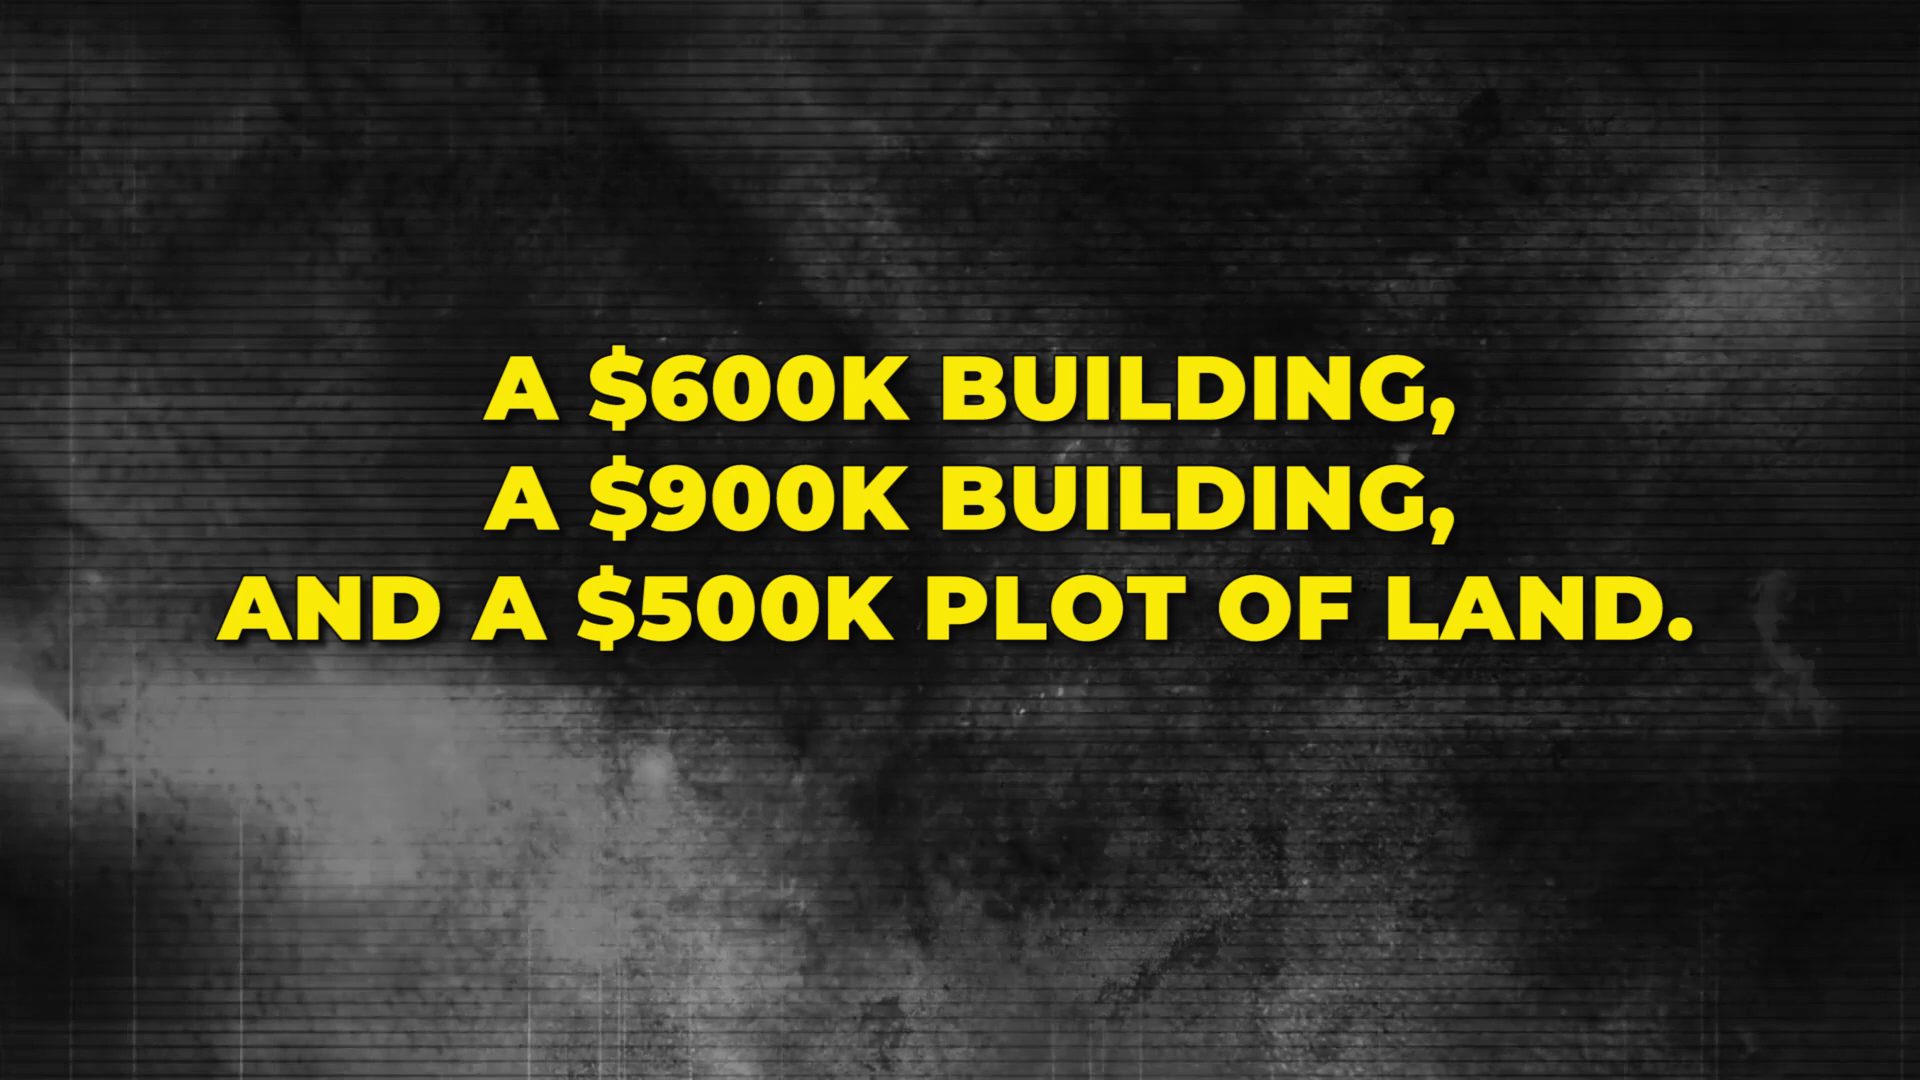 A $600K BUILDING,
A $900K BUILDING,
AND A $500K PLOT OF LAND.